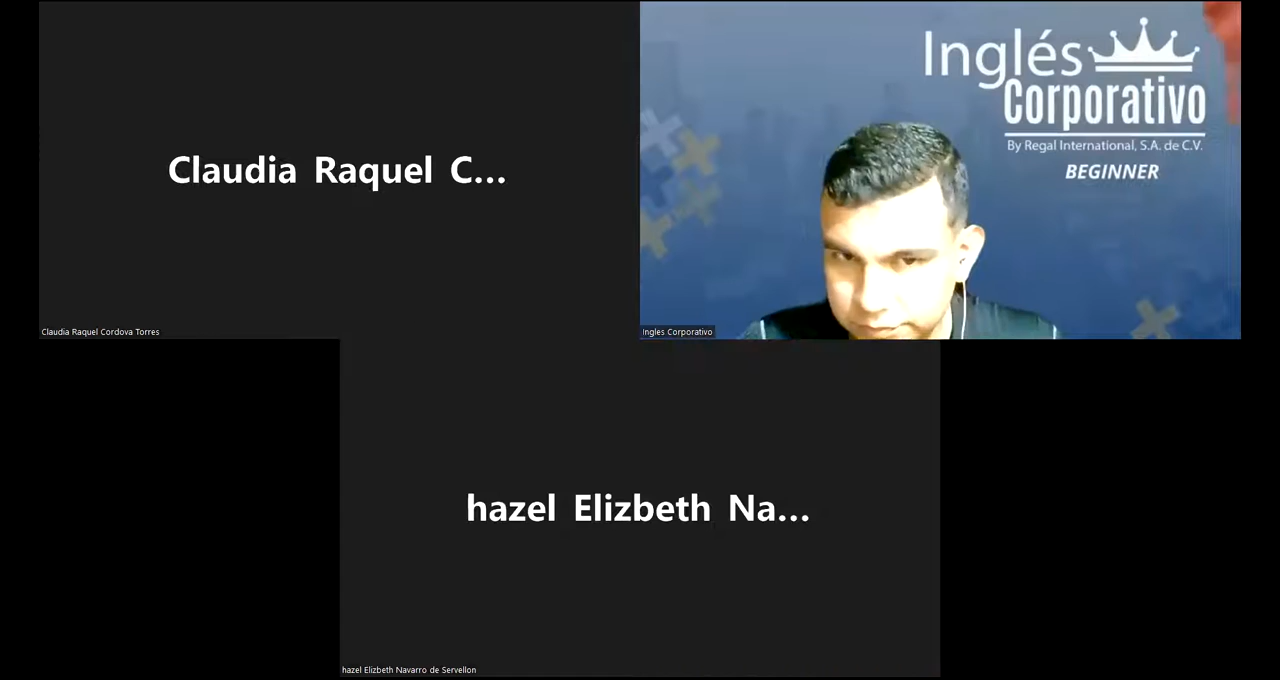 Claudia Raquel C...
Claudia Raquel Cordova Torres
Inglés
Corporativo
By Regal International, S.A. de C.V.
BEGINNER
Ingles Corporativo
hazel Elizbeth Na...
hazel Elizbeth Navarro de Servellon